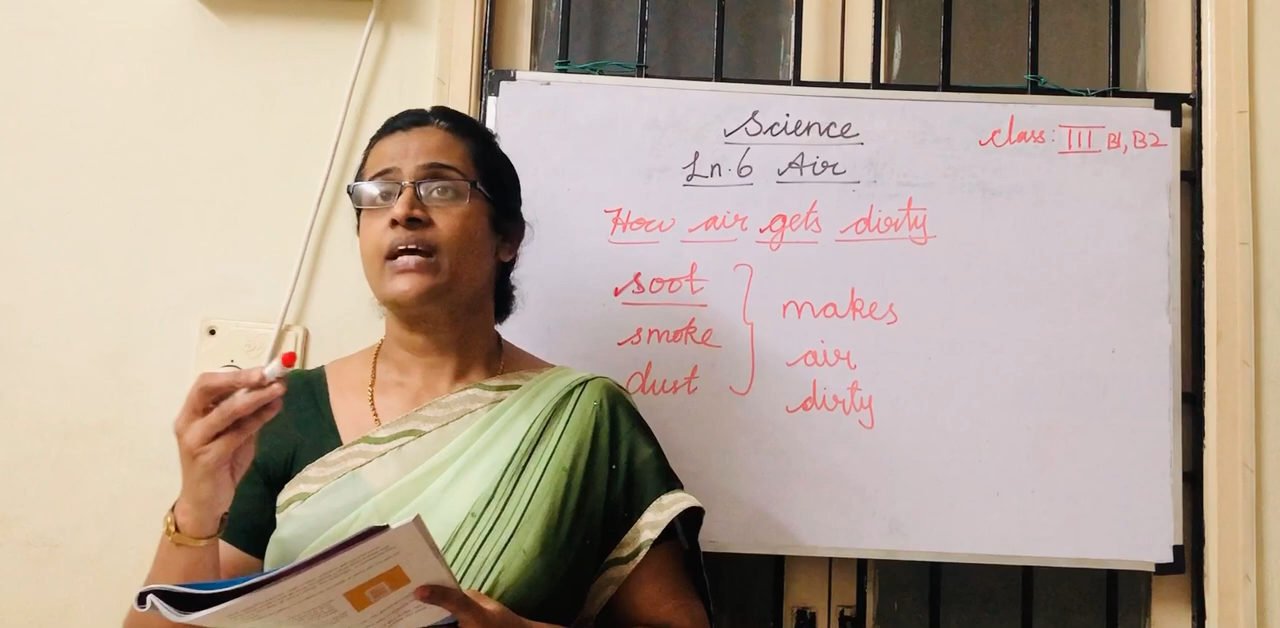 Science
class: III B1, B2
Ln.6 Air
How air gets dirty
soot
smoke
dust
makes
air
dirty